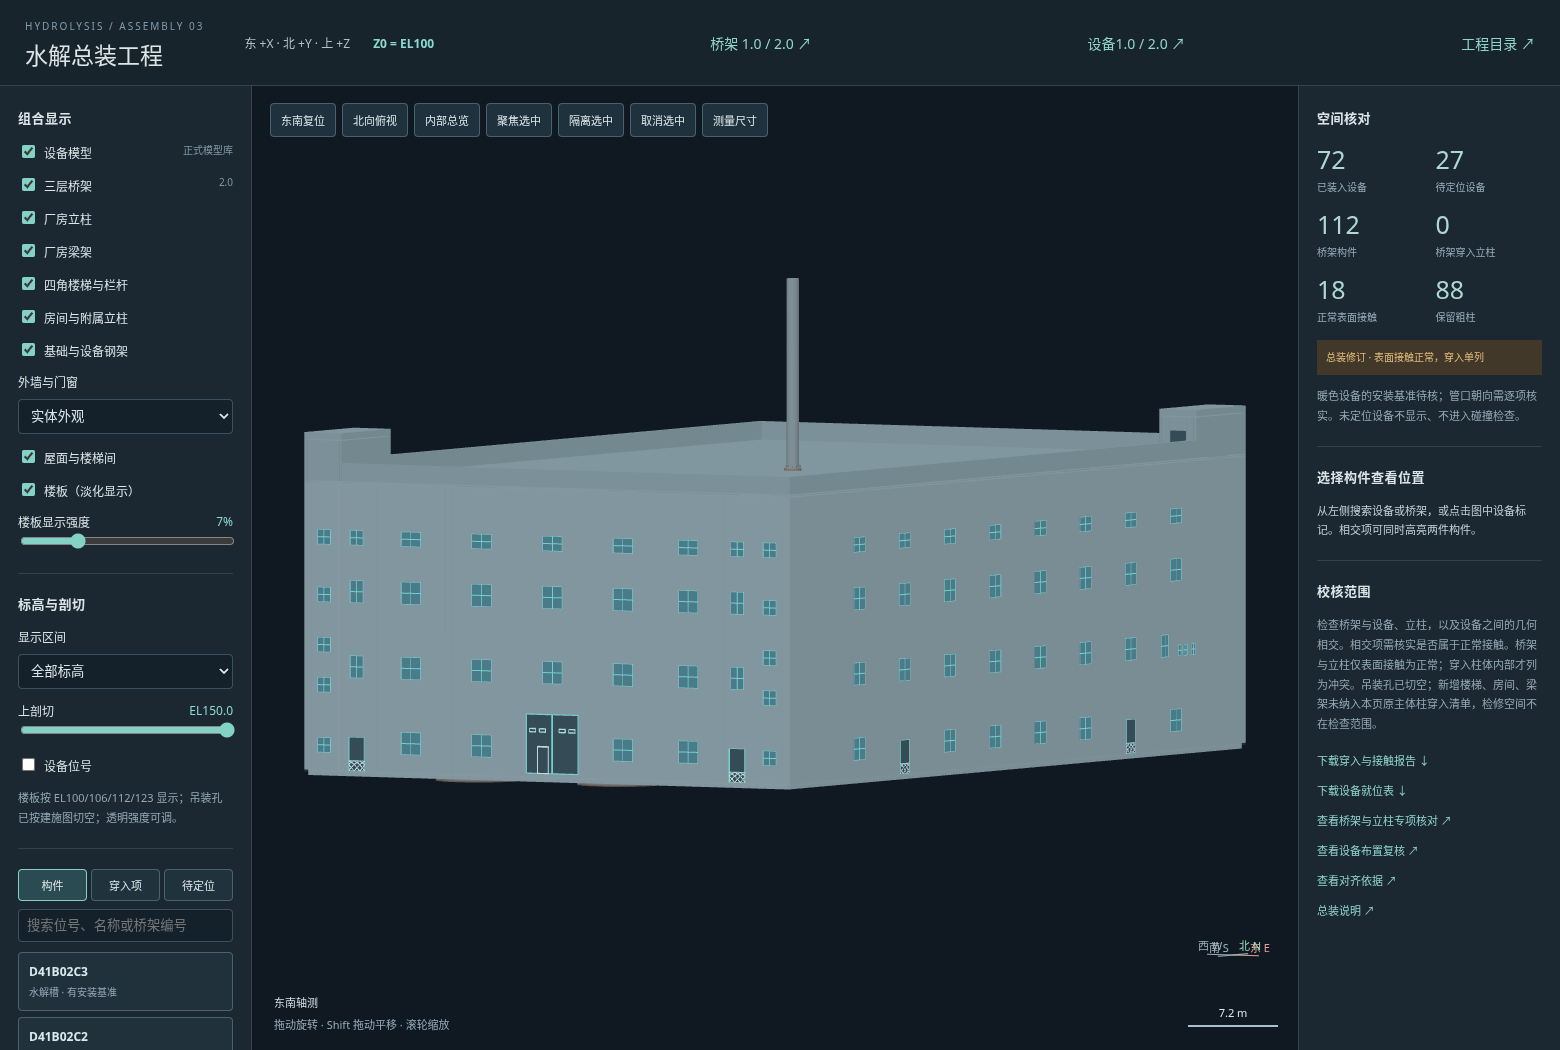 HYDROLYSIS / ASSEMBLY 03
水解总装工程
东 +X · 北 +Y · 上 +Z
Z0 = EL100
桥架 1.0 / 2.0 ↗
设备1.0 / 2.0 ↗
工程目录 ↗
组合显示
设备模型
正式模型库
三层桥架
2.0
厂房立柱
厂房梁架
四角楼梯与栏杆
房间与附属立柱
基础与设备钢架
外墙与门窗
实体外观
屋面与楼梯间
楼板（淡化显示）
楼板显示强度
7%
标高与剖切
显示区间
全部标高
上剖切
EL150.0
设备位号
楼板按 EL100/106/112/123 显示；吊装孔
已按建施图切空；透明强度可调。
构件
穿入项
待定位
搜索位号、名称或桥架编号
D41B02C3
水解槽 · 有安装基准
D41B02C2
东南复位
北向俯视
内部总览
聚焦选中
隔离选中
取消选中
测量尺寸
南 S
东 E
东南轴测
拖动旋转 · Shift 拖动平移 · 滚轮缩放
7.2 m
空间核对
72
已装入设备
27
待定位设备
112
桥架构件
0
桥架穿入立柱
18
正常表面接触
88
保留粗柱
总装修订 · 表面接触正常，穿入单列
暖色设备的安装基准待核；管口朝向需逐项核
实。未定位设备不显示、不进入碰撞检查。
选择构件查看位置
从左侧搜索设备或桥架，或点击图中设备标
记。相交项可同时高亮两件构件。
校核范围
检查桥架与设备、立柱，以及设备之间的几何
相交。相交项需核实是否属于正常接触。桥架
与立柱仅表面接触为正常；穿入柱体内部才列
为冲突。吊装孔已切空；新增楼梯、房间、梁
架未纳入本页原主体柱穿入清单，检修空间不
在检查范围。
下载穿入与接触报告 ↓
下载设备就位表 ↓
查看桥架与立柱专项核对 ↗
查看设备布置复核 ↗
查看对齐依据 ↗
总装说明 ↗